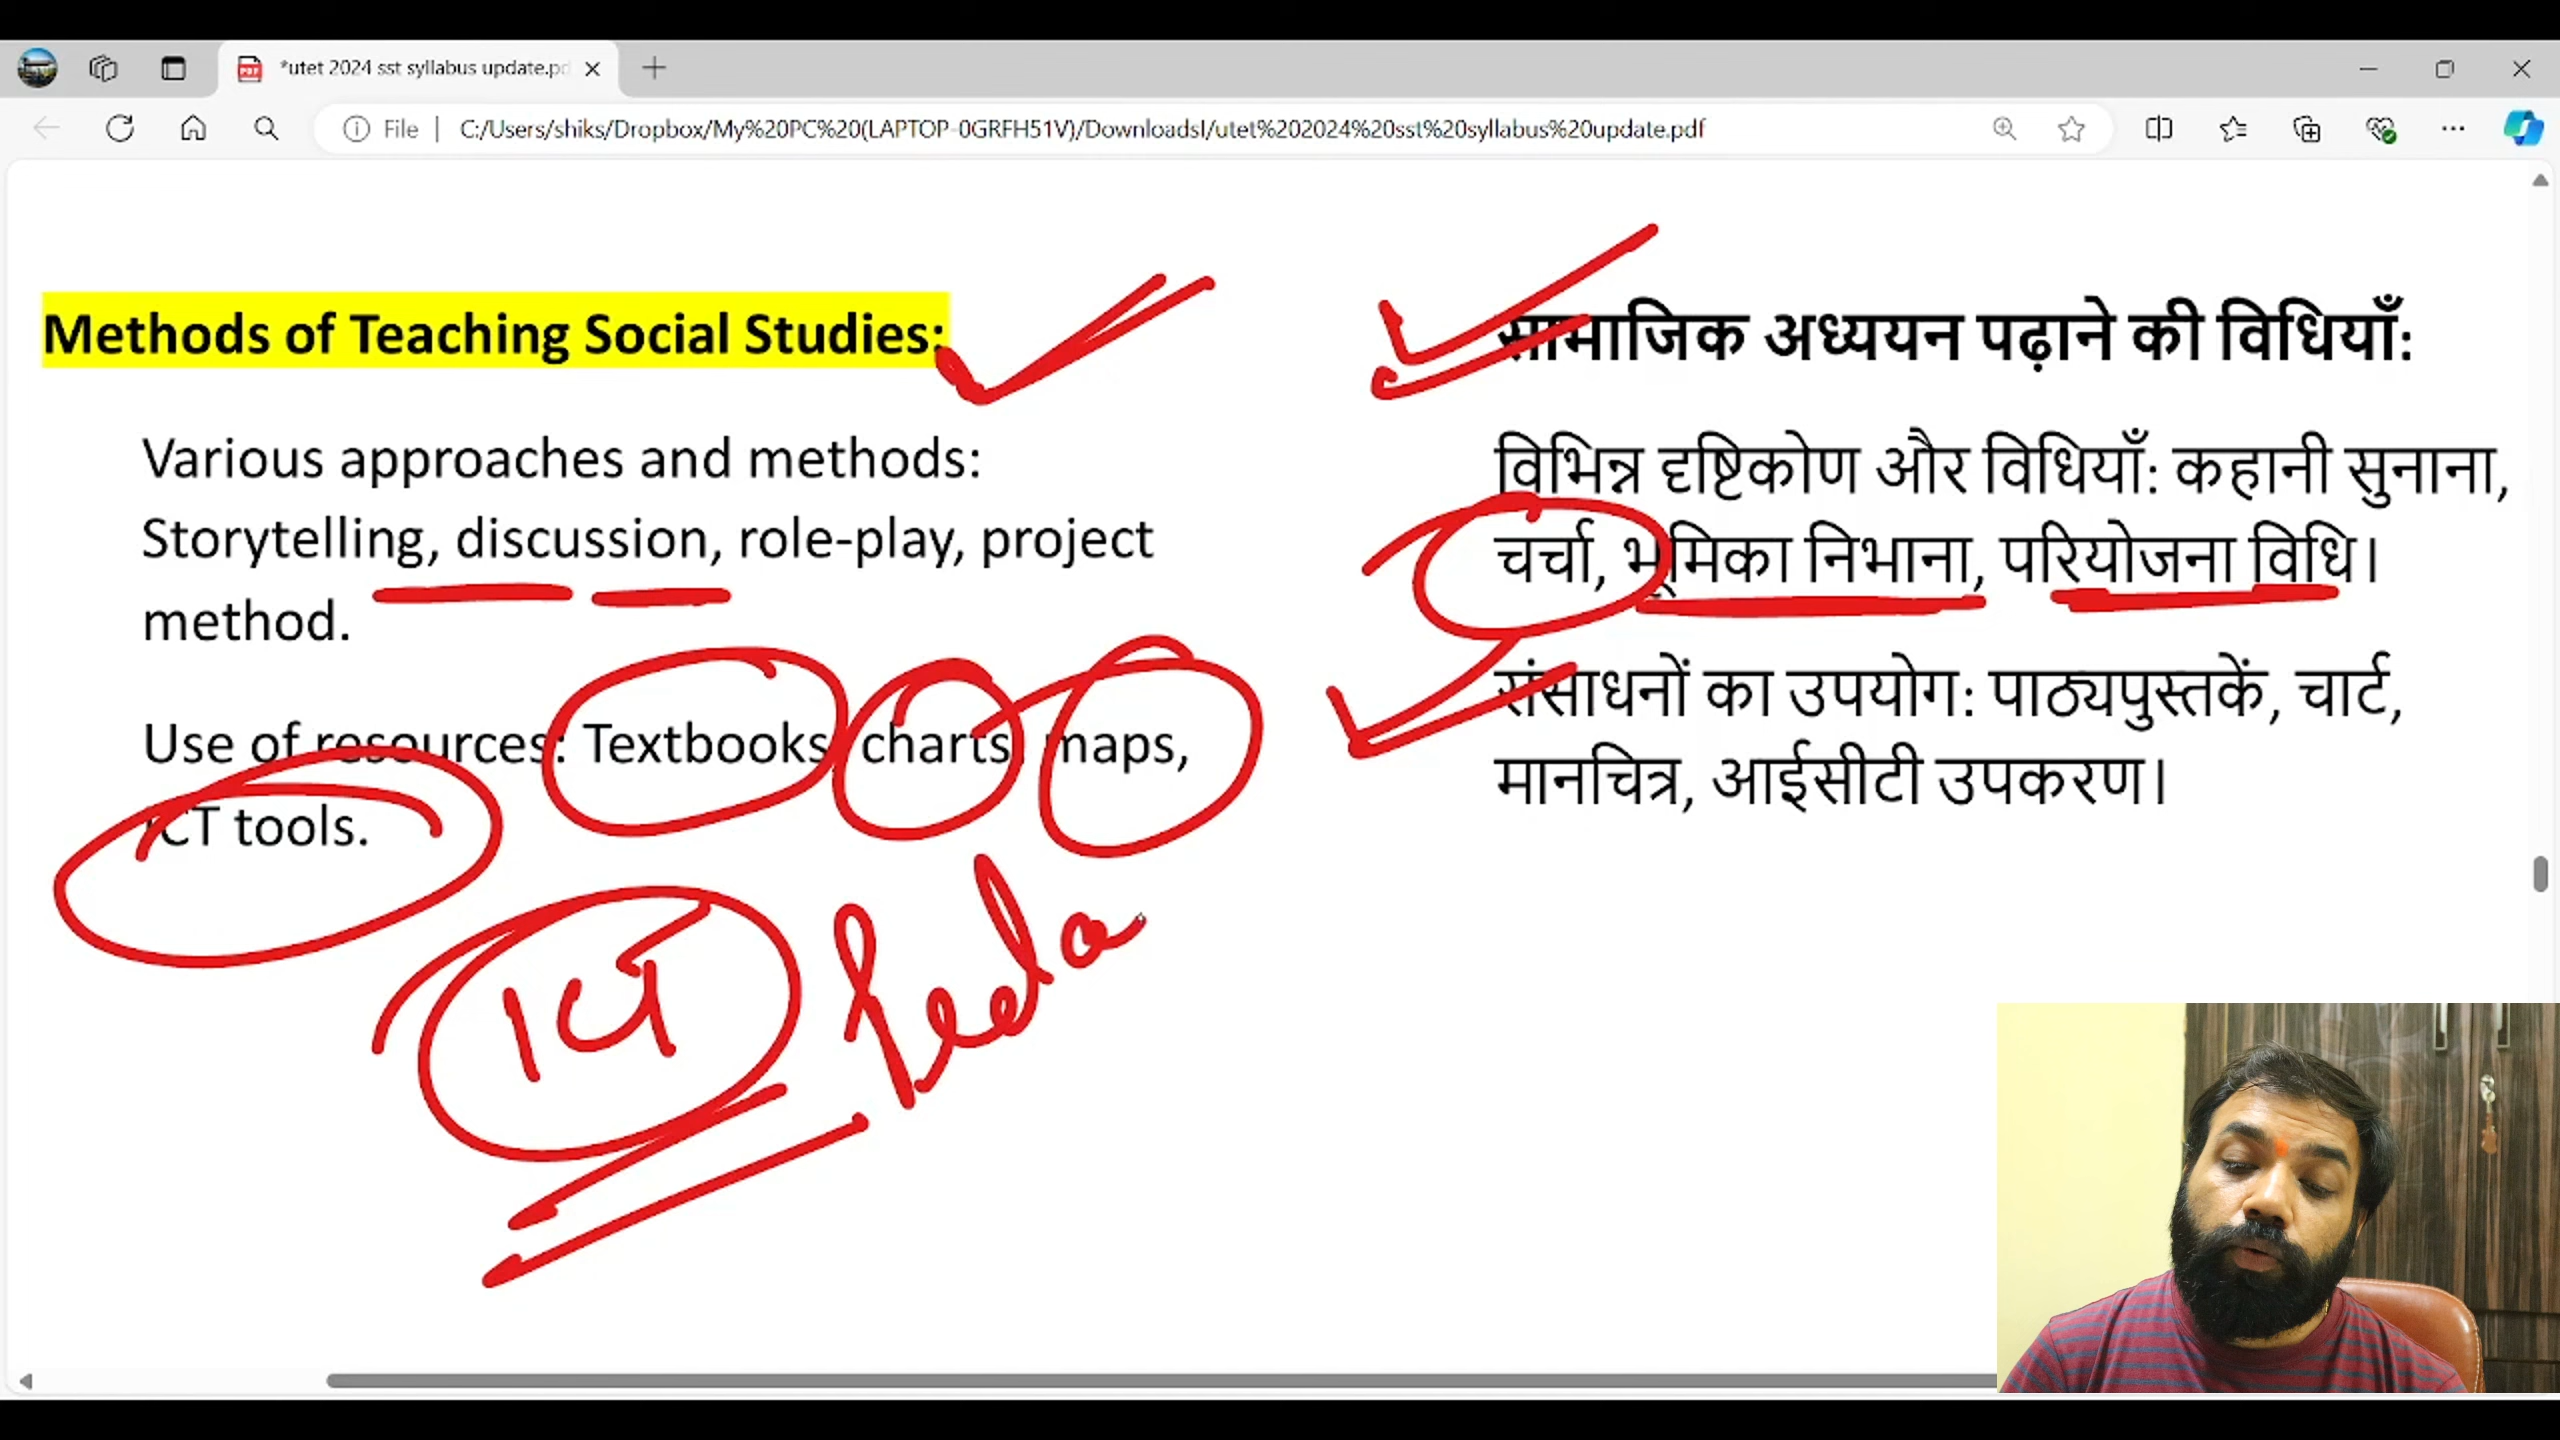 *utet 2024 sst syllabus update.pd
File
C:/Users/shiks/Dropbox/My%20PC%20(LAPTOP-0GRFH51V)/DownloadsI/utet%202024%20sst%20syllabus%20update.pdf
Methods of Teaching Social Studies:
Various approaches and methods:
Storytelling, discussion, role-play, project
method.
Use of resources: Textbooks, charts, maps,
ICT tools.
ICT
सामाजिक अध्ययन पढ़ाने की विधियाँ:
विभिन्न दृष्टिकोण और विधियाँ: कहानी सुनाना,
चर्चा, भूमिका निभाना, परियोजना विधि।
संसाधनों का उपयोग: पाठ्यपुस्तकें, चार्ट,
मानचित्र, आईसीटी उपकरण।